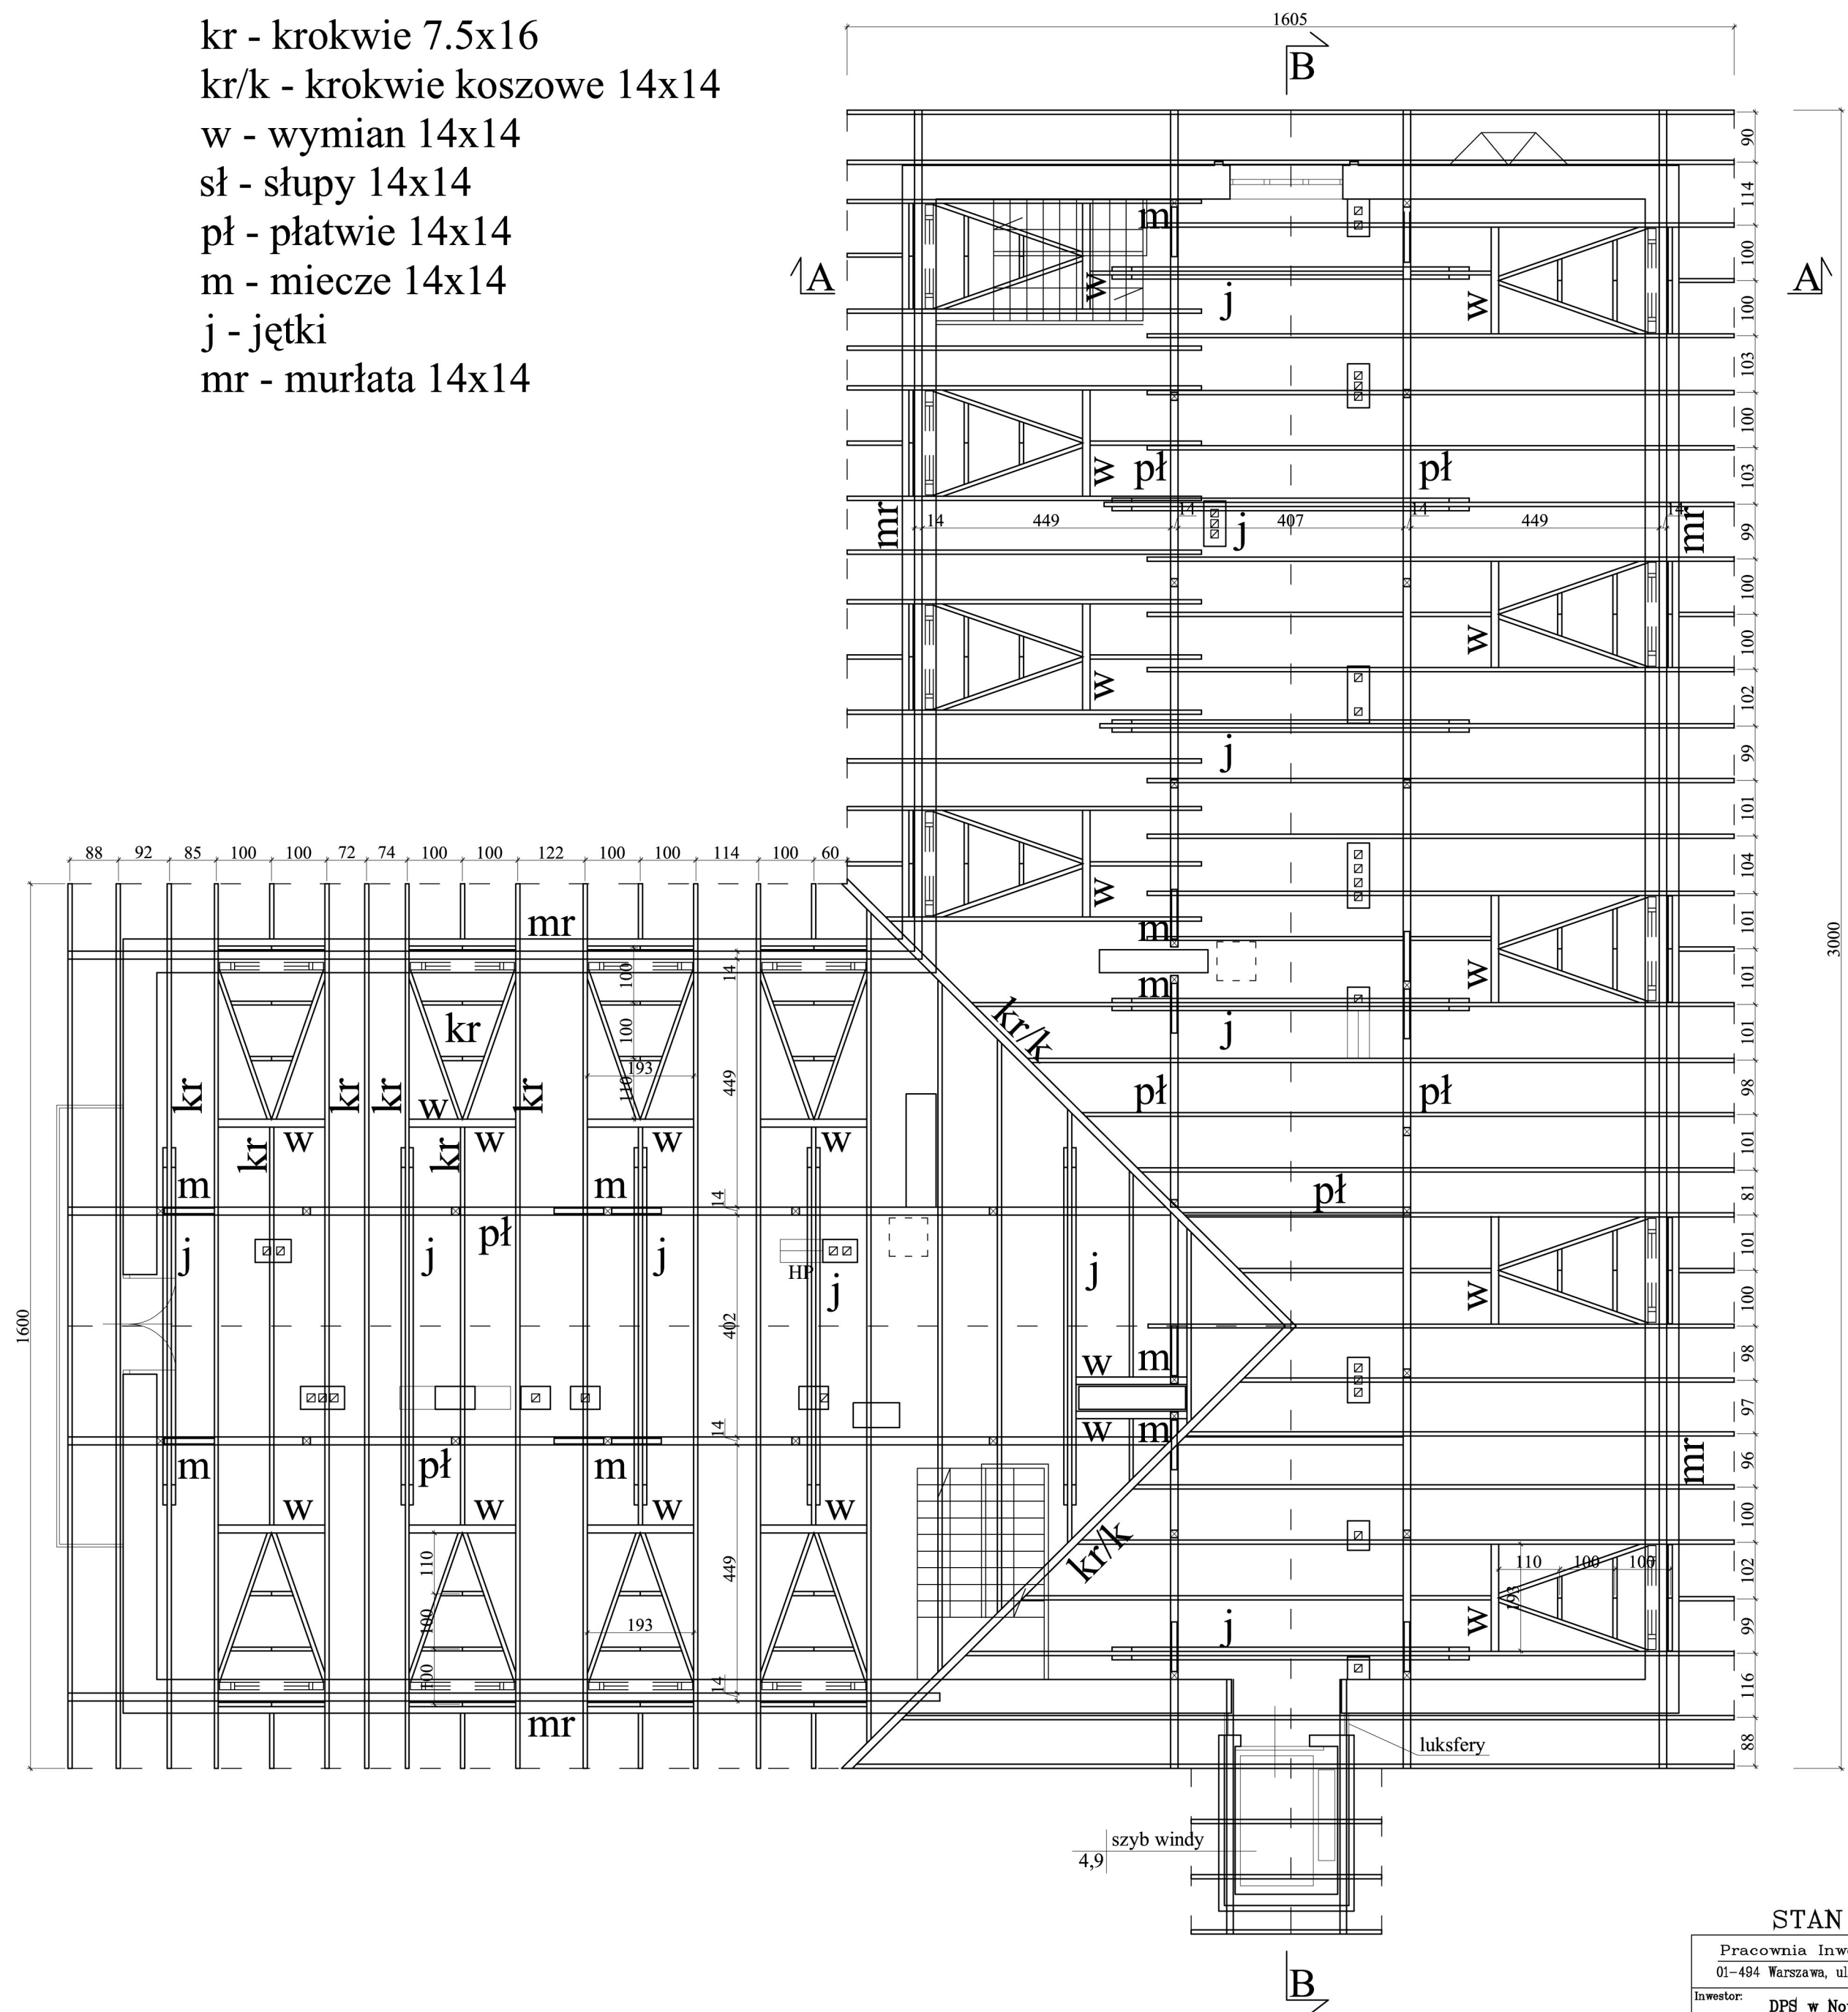 kr - krokwie 7.5x16
kr/k - krokwie koszowe 14x14
w - wymian 14x14
sł - słupy 14x14
pł - płatwie 14x14
m - miecze 14x14
j - jętki
mr - murłata 14x14
1605
B
A
A
m
w
j
w
w
pł
pł
mr
14
449
14
407
14
449
14
mr
j
w
w
j
w
m
m
w
j
kr/k
pł
pł
pł
w
90
114
100
100
103
100
103
99
100
100
102
99
101
104
101
101
101
98
101
81
101
100
98
97
96
100
102
99
116
88
3000
88
92
85
100
100
72
74
100
100
122
100
100
114
100
60
mr
100
14
kr
100
193
110
449
kr
kr
kr
kr
w
w
w
w
w
kr
kr
m
m
14
pł
j
j
j
j
j
HP
1600
402
w
m
w
m
14
m
pł
m
w
w
w
w
mr
kr/k
110
100
100
193
449
14
110
100
100
193
w
j
mr
luksfery
szyb windy
4,9
B
STAN
Pracownia Inw
01-494 Warszawa, ul
Inwestor:
DPS w No